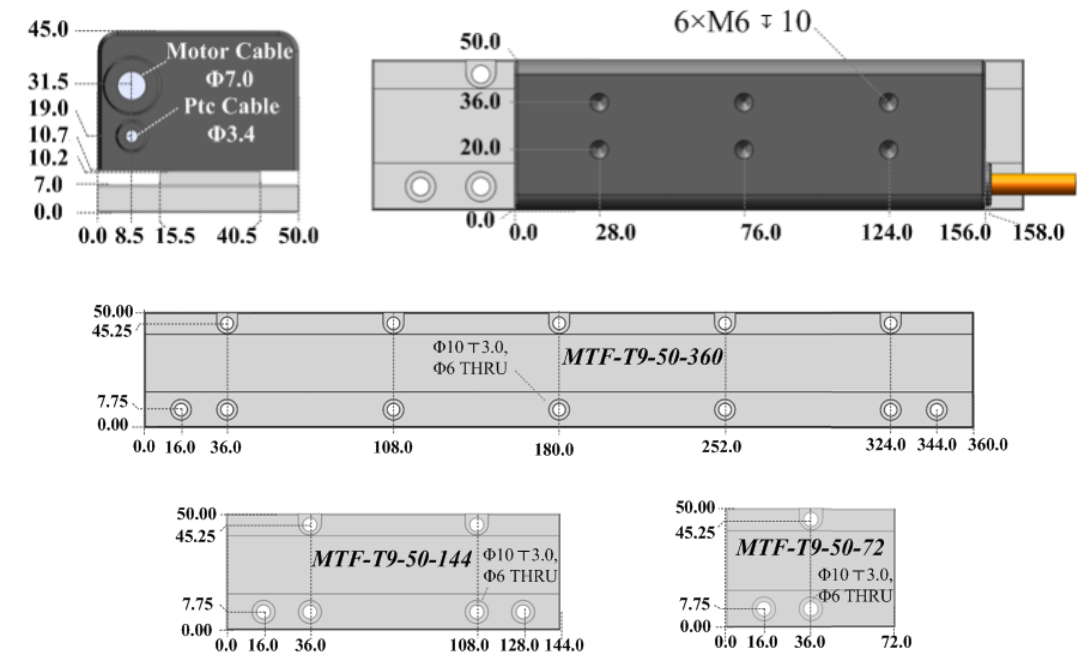 45.0
Motor Cable
Φ7.0
31.5
19.0
Ptc Cable
Φ3.4
10.7
10.2
7.0
0.0
0.0 8.5 15.5 40.5 50.0
6×M6 ↧ 10
50.0
36.0
20.0
0.0
0.0 28.0 76.0 124.0 156.0 158.0
50.00
45.25
Φ10 ⊤ 3.0,
Φ6 THRU
MTF-T9-50-360
7.75
0.00
0.0 16.0 36.0 108.0 180.0 252.0 324.0 344.0 360.0
50.00
45.25
MTF-T9-50-144
Φ10 ⊤ 3.0,
Φ6 THRU
7.75
0.00
0.0 16.0 36.0 108.0 128.0 144.0
50.00
45.25
MTF-T9-50-72
Φ10 ⊤ 3.0,
Φ6 THRU
7.75
0.00
0.0 16.0 36.0 72.0